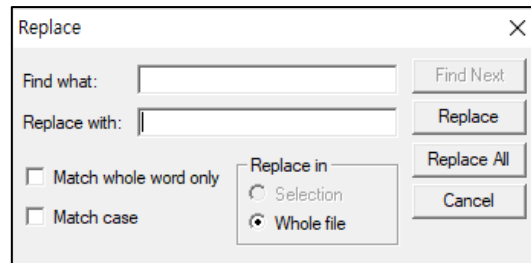 Replace
Find what:
Find Next
Replace with:
Replace
Match whole word only
Match case
Replace in
Selection
Whole file
Replace All
Cancel